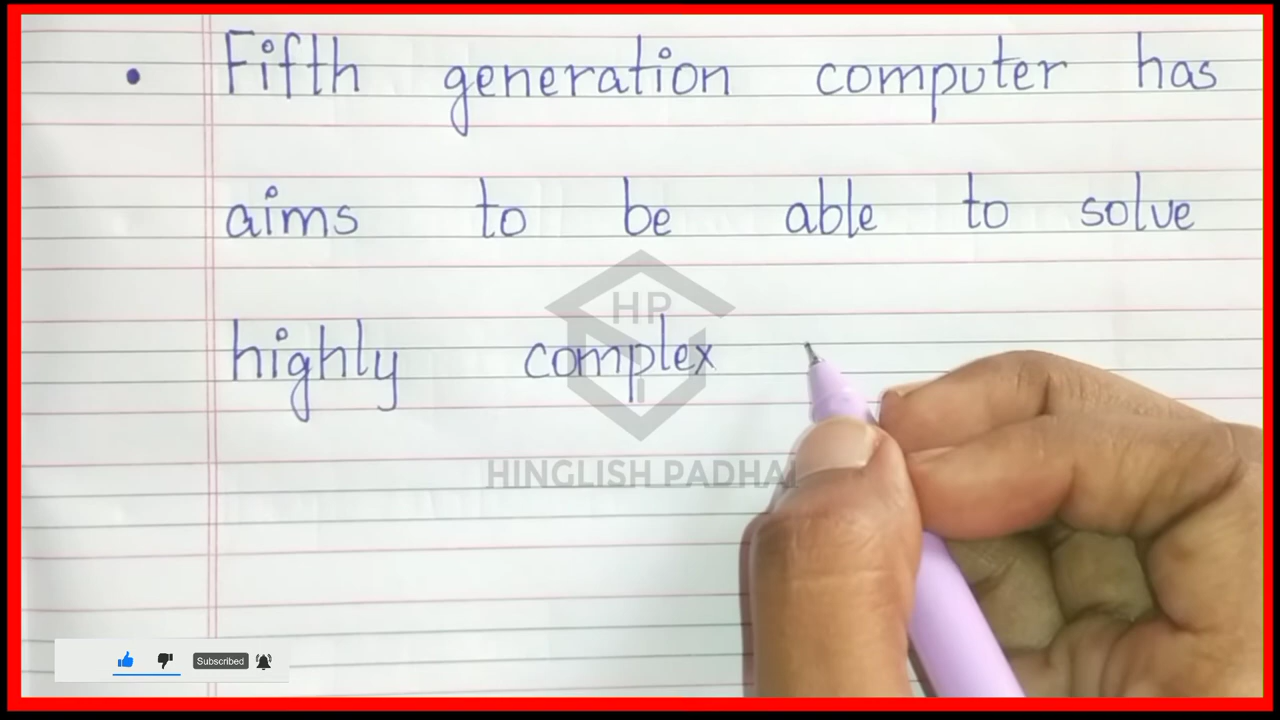 • Fifth generation computer has
aims to be able to solve
highly complex
HP
HINGLISH PADHAI
Subscribed